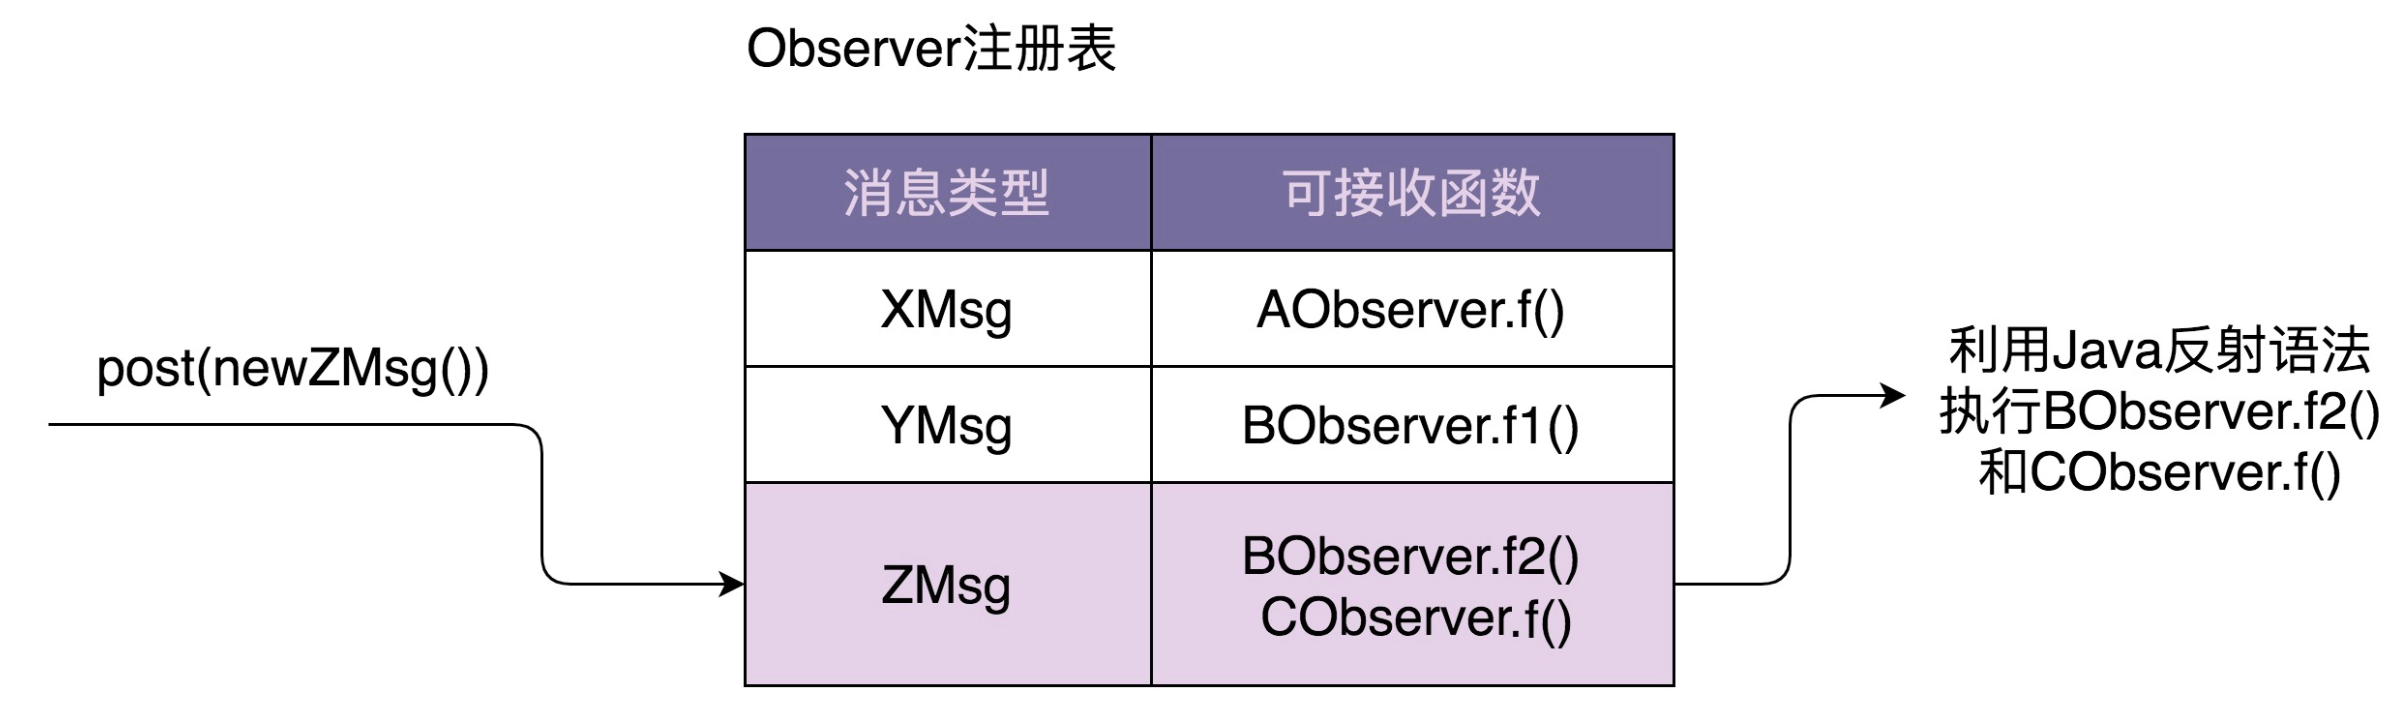 Observer注册表
消息类型
可接收函数
XMsg
AObserver.f()
post(newZMsg())
YMsg
BObserver.f1()
ZMsg
BObserver.f2()
CObserver.f()
利用Java反射语法
执行BObserver.f2()
和CObserver.f()